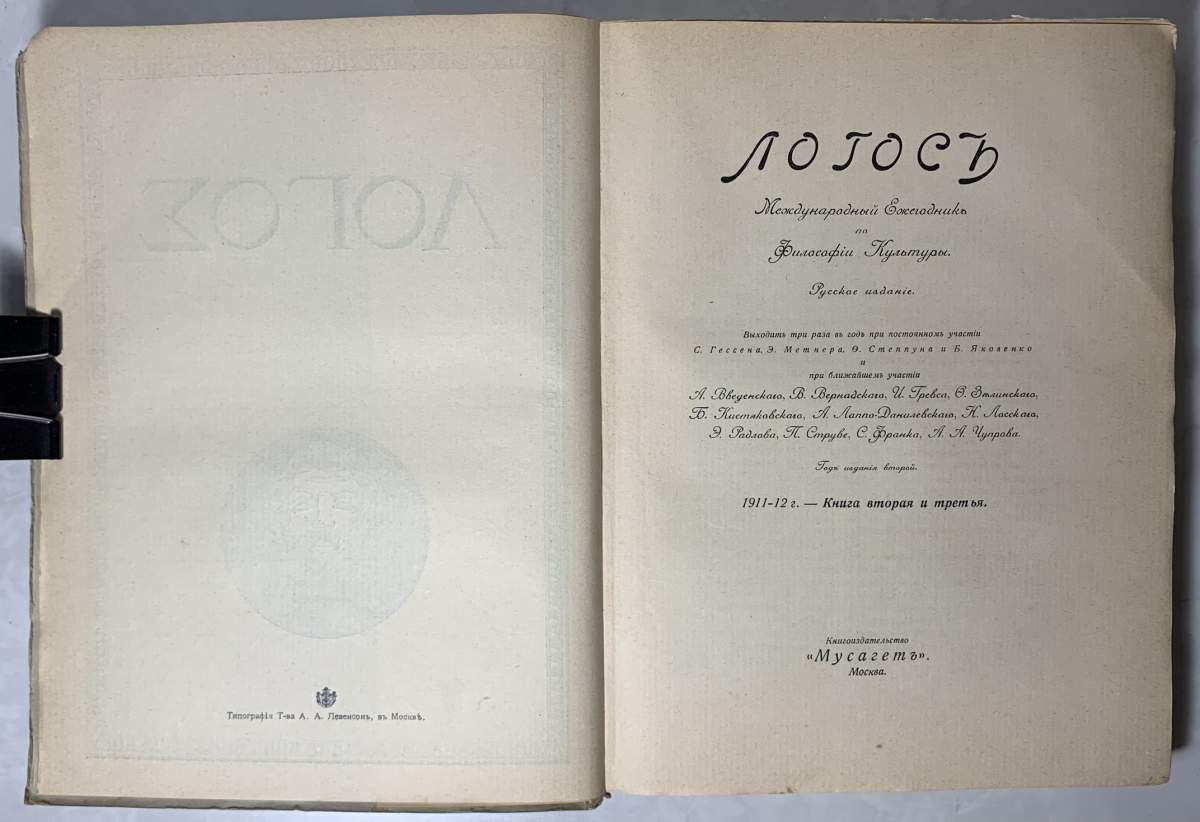 ΛΟΓΟΣ
Типографія Т-ва А. А. Левенсонъ, въ Москвѣ.
ЛОГОСЪ
Международный Ежегодникъ
по
Философіи Культуры.
Русское изданіе.
Выходитъ три раза въ годъ при постоянномъ участіи
С. Гессена, Э. Метнера, Ѳ. Степпуна и Б. Яковенко
и
при ближайшемъ участіи
А. Введенскаго, В. Вернадскаго, И. Гревса, Ѳ. Зѣлинскаго,
Б. Кистяковскаго, А. Лаппо-Данилевскаго, Н. Лосскаго,
Э. Радлова, П. Струве, С. Франка, А. А. Чупрова.
Годъ изданія второй.
1911-12 г. — Книга вторая и третья.
Книгоиздательство
«Мусагетъ».
Москва.